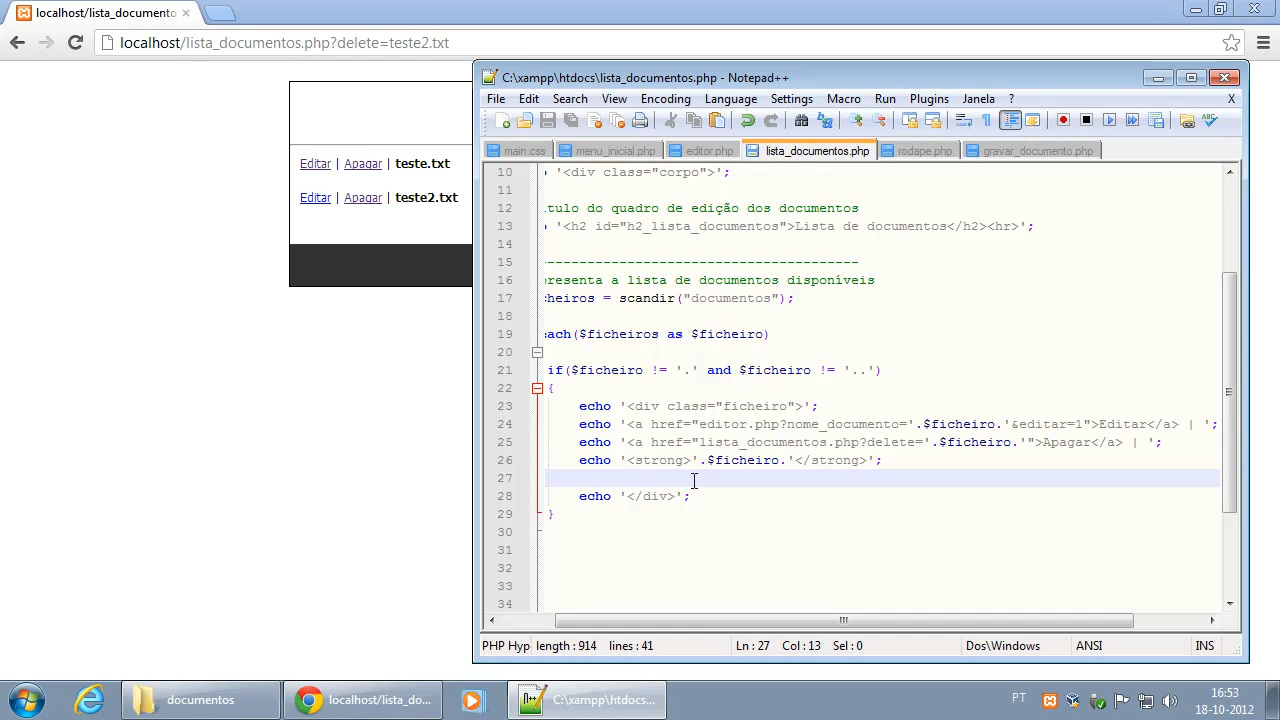 localhost/lista_documento
localhost/lista_documentos.php?delete=teste2.txt
Editar | Apagar | teste.txt
Editar | Apagar | teste2.txt
C:\xampp\htdocs\lista_documentos.php - Notepad++
File Edit Search View Encoding Language Settings Macro Run Plugins Janela ? X
main.css menu_inicial.php editor.php lista_documentos.php rodape.php gravar_documento.php
10 '<div class="corpo">';
11
12 tulo do quadro de edição dos documentos
13 '<h2 id="h2_lista_documentos">Lista de documentos</h2><hr>';
14
15 --------------------------------------
16 presenta a lista de documentos disponíveis
17 cheiros = scandir("documentos");
18
19 each($ficheiros as $ficheiro)
20
21 if($ficheiro != '.' and $ficheiro != '..')
22 {
23 echo '<div class="ficheiro">';
24 echo '<a href="editor.php?nome_documento='.$ficheiro.'&editar=1">Editar</a> | ';
25 echo '<a href="lista_documentos.php?delete='.$ficheiro.'">Apagar</a> | ';
26 echo '<strong>'.$ficheiro.'</strong>';
27
28 echo '</div>';
29 }
30
31
32
33
34
PHP Hyp length : 914 lines : 41 Ln : 27 Col : 13 Sel : 0 Dos\Windows ANSI INS
documentos localhost/lista_do... C:\xampp\htdocs... PT 16:53
18-10-2012